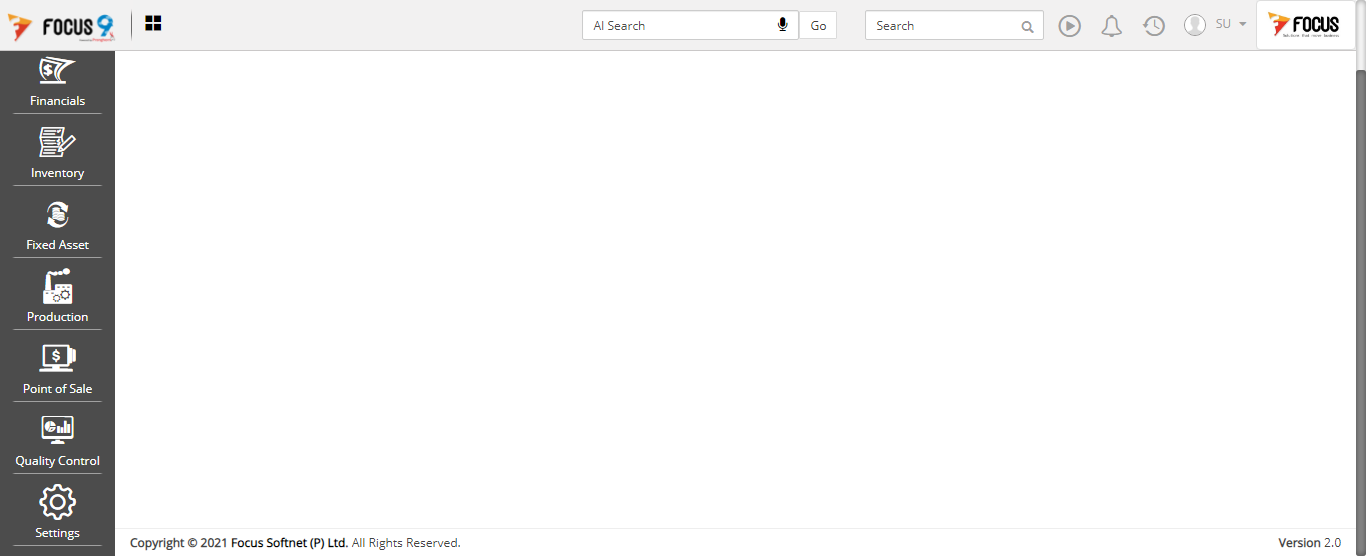 FOCUS 9
AI Search
Go
Search
SU
FOCUS
Financials
Inventory
Fixed Asset
Production
Point of Sale
Quality Control
Settings
Copyright © 2021 Focus Softnet (P) Ltd. All Rights Reserved.
Version 2.0